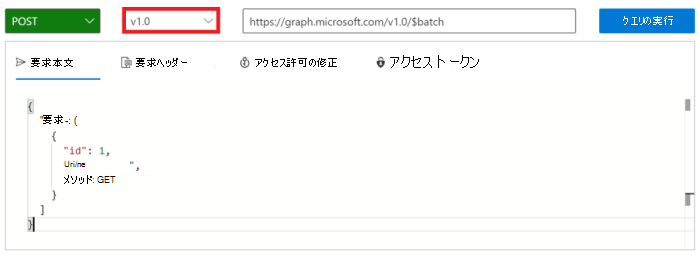 POST v1.0 https://graph.microsoft.com/v1.0/$batch クエリの実行
要求本文 要求ヘッダー アクセス許可の修正 アクセス トークン
{
"要求 -: (
{
"id": 1,
Uri/ne ",
メソッド: GET
}
]
}